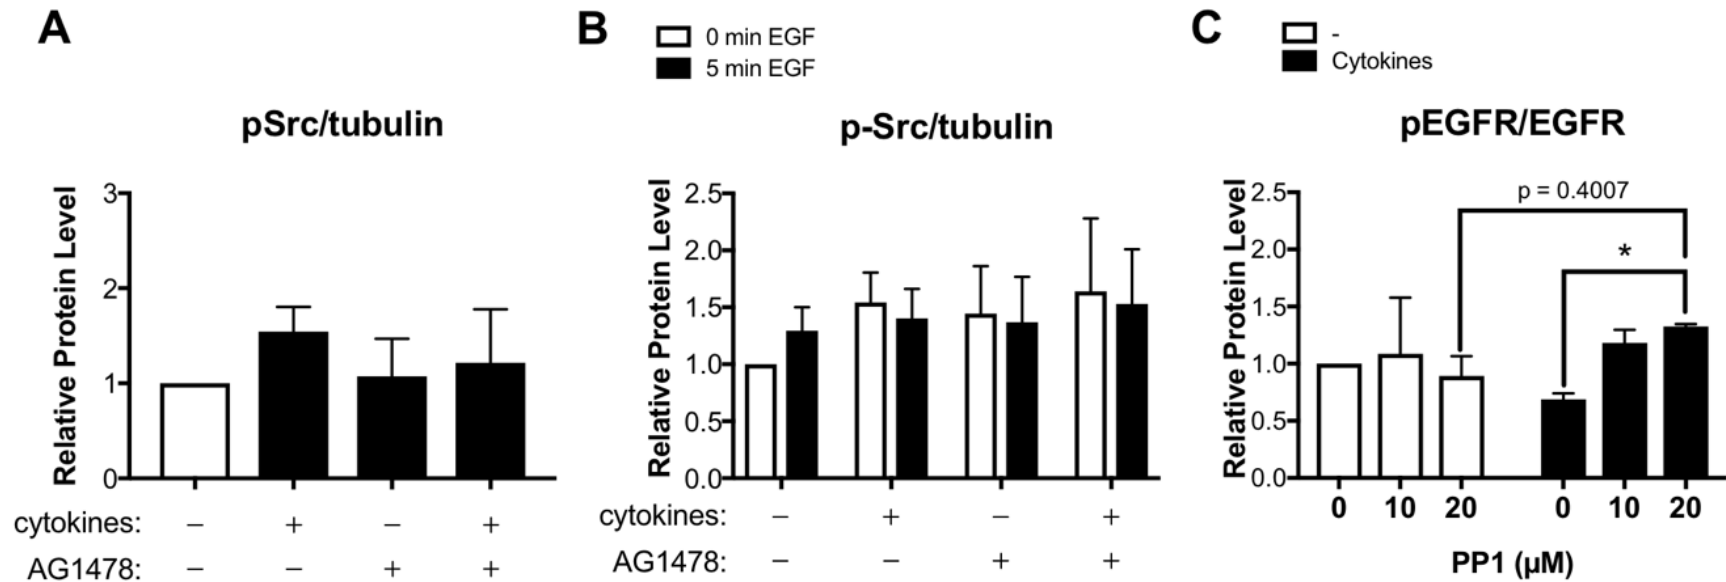 A
pSrc/tubulin
Relative Protein Level
3
2
1
0
cytokines: – + – +
AG1478: – – + +
B
0 min EGF
5 min EGF
p-Src/tubulin
Relative Protein Level
2.5
2.0
1.5
1.0
0.5
0.0
cytokines: – + – +
AG1478: – – + +
C
-
Cytokines
pEGFR/EGFR
Relative Protein Level
2.5
2.0
1.5
1.0
0.5
0.0
p = 0.4007
*
0 10 20 0 10 20
PP1 (µM)